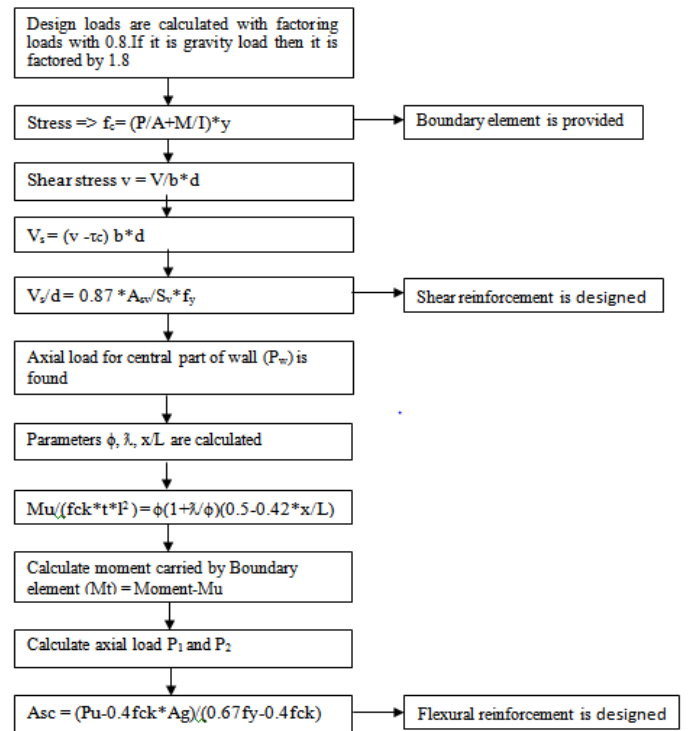 Design loads are calculated with factoring
loads with 0.8.If it is gravity load then it is
factored by 1.8
Stress => fc= (P/A+M/I)*y
Boundary element is provided
Shear stress v = V/b*d
Vs = (v -τc) b*d
Vs/d= 0.87 *Asv/Sv*fy
Shear reinforcement is designed
Axial load for central part of wall (Pw) is
found
Parameters ϕ, λ, x/L are calculated
Mu/(fck*t*l²)=ϕ(1+λ/ϕ)(0.5-0.42*x/L)
Calculate moment carried by Boundary
element (Mt) = Moment-Mu
Calculate axial load P₁ and P₂
Asc = (Pu-0.4fck*Ag)/(0.67fy-0.4fck)
Flexural reinforcement is designed